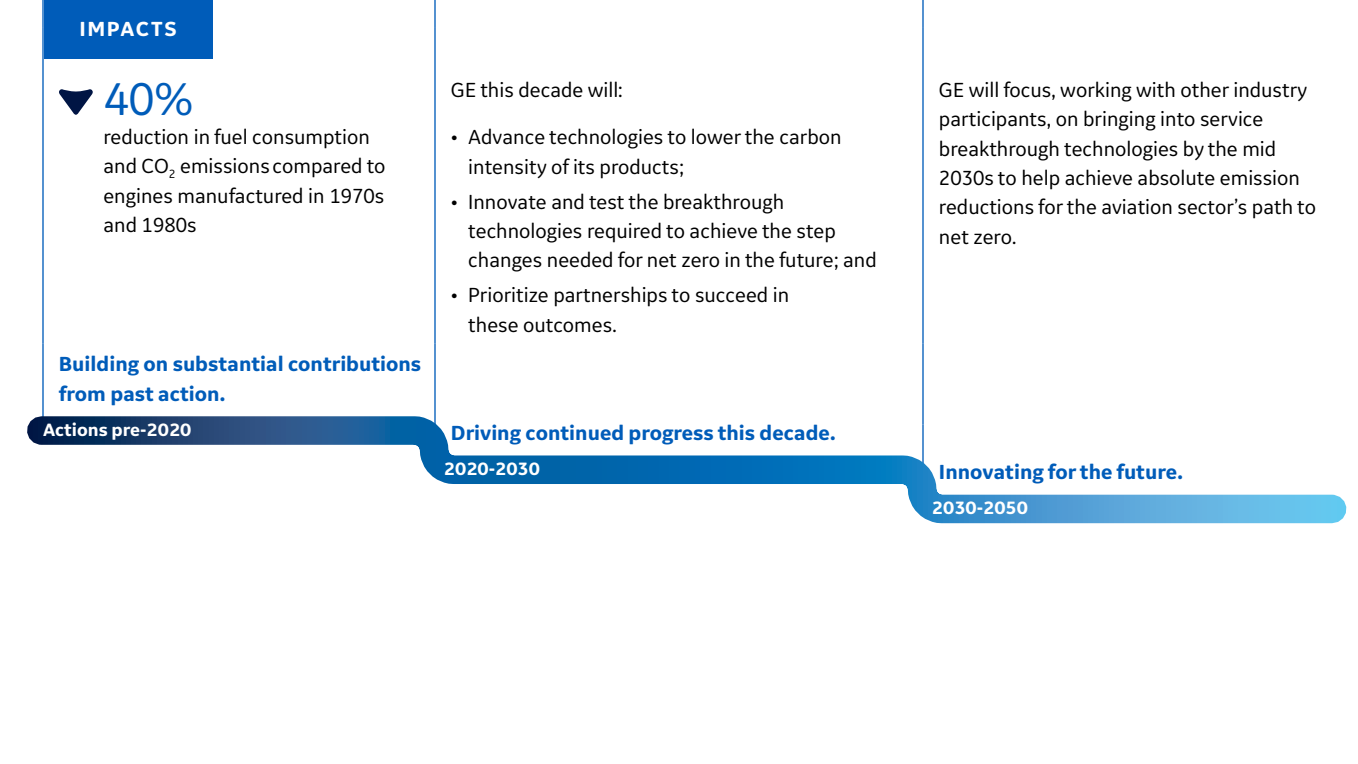 IMPACTS
40%
reduction in fuel consumption
and CO₂ emissions compared to
engines manufactured in 1970s
and 1980s
Building on substantial contributions
from past action.
Actions pre-2020
GE this decade will:
• Advance technologies to lower the carbon
intensity of its products;
• Innovate and test the breakthrough
technologies required to achieve the step
changes needed for net zero in the future; and
• Prioritize partnerships to succeed in
these outcomes.
Driving continued progress this decade.
2020-2030
GE will focus, working with other industry
participants, on bringing into service
breakthrough technologies by the mid
2030s to help achieve absolute emission
reductions for the aviation sector’s path to
net zero.
Innovating for the future.
2030-2050